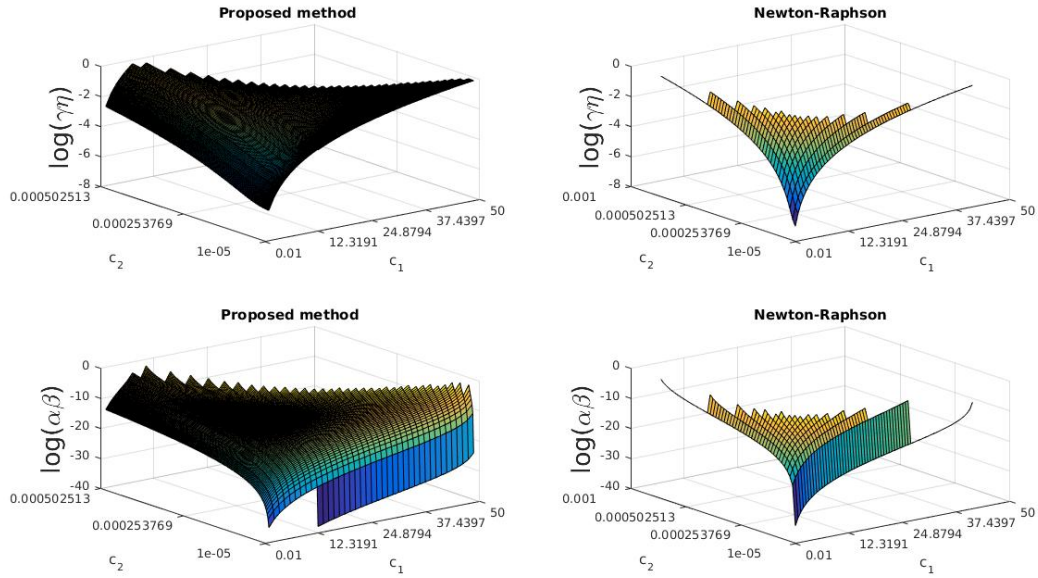 Proposed method
log(γη)
0
-2
-4
-6
-8
0.000502513
0.000253769
1e-05
c2
0.01
12.3191
24.8794
37.4397
50
c1
Newton-Raphson
log(γη)
0
-2
-4
-6
-8
0.001
0.000502513
0.000253769
1e-05
c2
0.01
12.3191
24.8794
37.4397
50
c1
Proposed method
log(αβ)
0
-10
-20
-30
-40
0.000502513
0.000253769
1e-05
c2
0.01
12.3191
24.8794
37.4397
50
c1
Newton-Raphson
log(αβ)
0
-10
-20
-30
-40
0.001
0.000502513
0.000253769
1e-05
c2
0.01
12.3191
24.8794
37.4397
50
c1